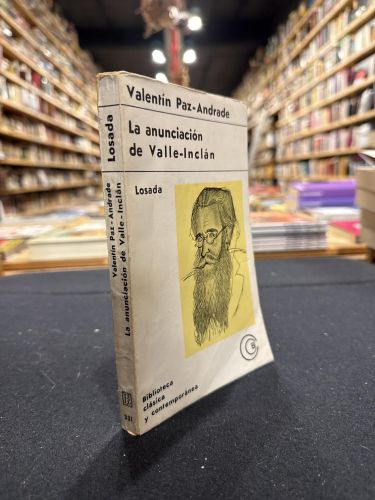 Valentín Paz-Andrade
La anunciación
de Valle-Inclán
Losada
Biblioteca
clásica
y contemporánea
Losada
Valentín Paz-Andrade
La anunciación de Valle-Inclán
331